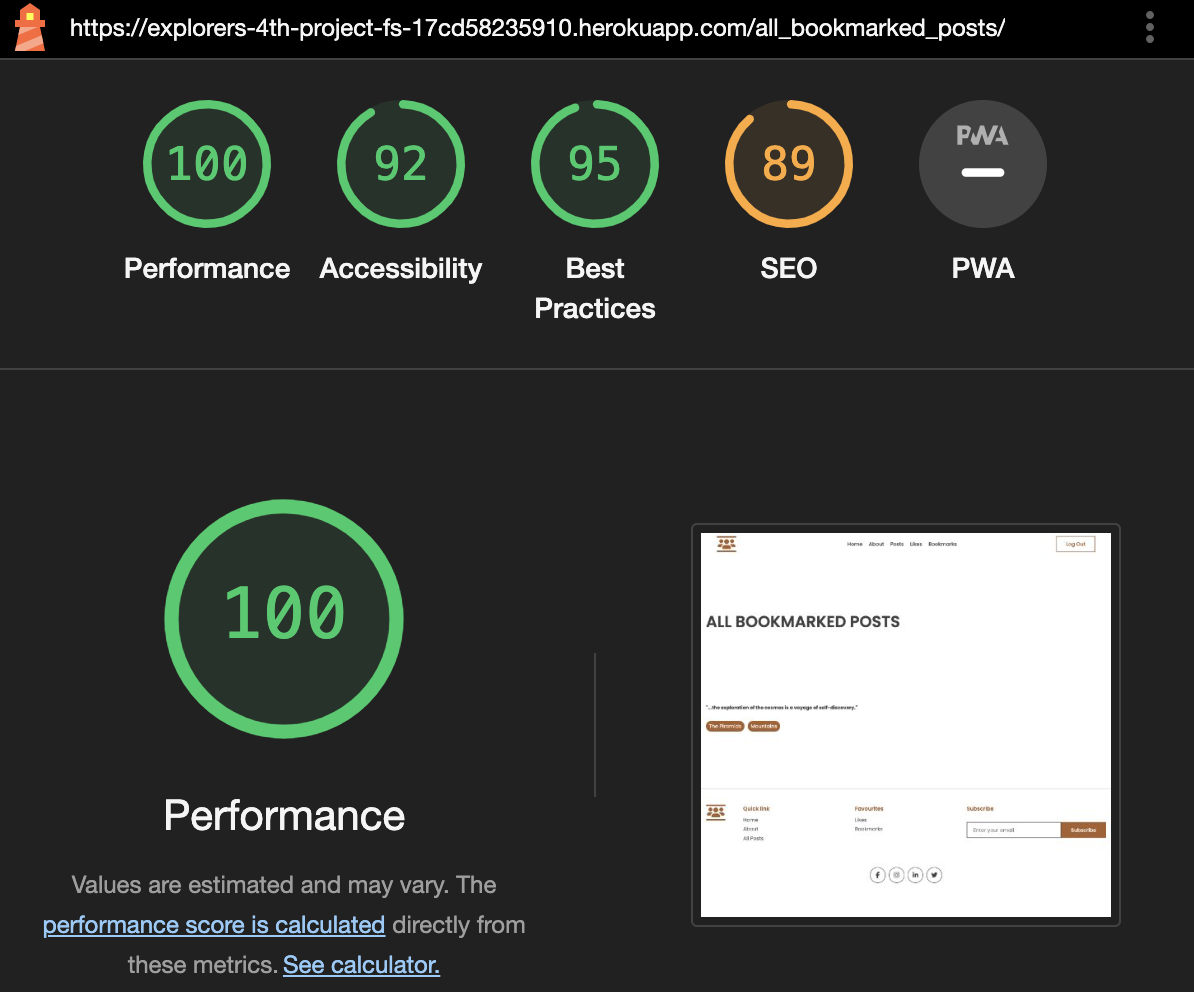 https://explorers-4th-project-fs-17cd58235910.herokuapp.com/all_bookmarked_posts/
100
92
95
89
PWA
Performance
Accessibility
Best
Practices
SEO
PWA
100
Performance
Values are estimated and may vary. The
performance score is calculated directly from
these metrics. See calculator.
Home About Posts Likes Bookmarks
Log Out
ALL BOOKMARKED POSTS
"...the exploration of the cosmos is a voyage of self-discovery."
The Piramids Mountains
Quick link
Home
About
All Posts
Favourites
Likes
Bookmarks
Subscribe
Enter your email
Subscribe